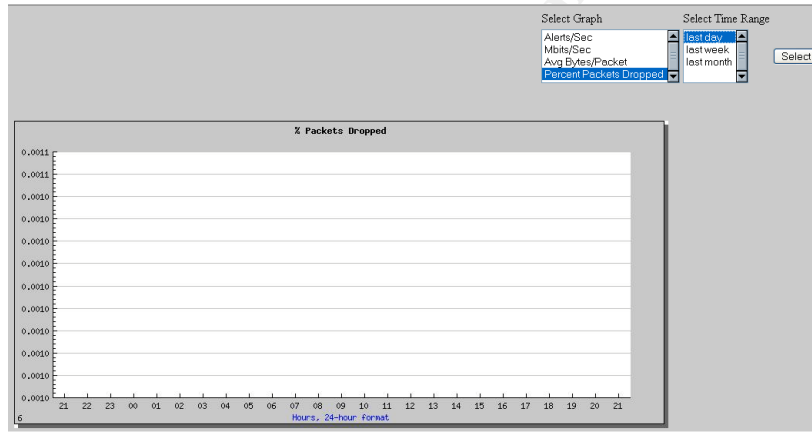 Select Graph
Select Time Range
Alerts/Sec
Mbits/Sec
Avg Bytes/Packet
Percent Packets Dropped
last day
last week
last month
Select
% Packets Dropped
0.0011
0.0011
0.0010
0.0010
0.0010
0.0010
0.0010
0.0010
0.0010
0.0010
0.0010
0.0010
21 22 23 00 01 02 03 04 05 06 07 08 09 10 11 12 13 14 15 16 17 18 19 20 21
6
Hours, 24-hour format